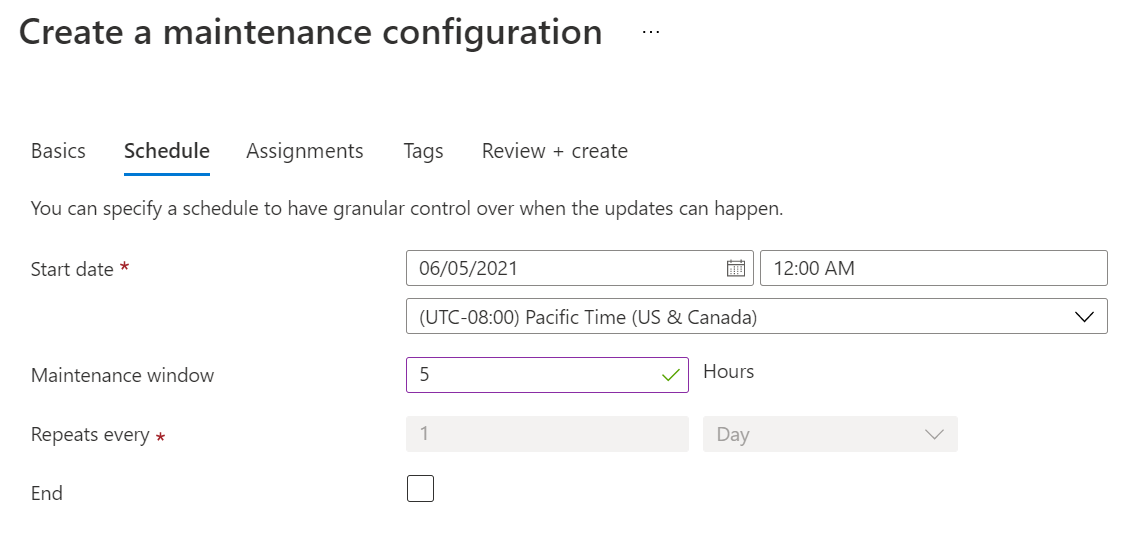 Create a maintenance configuration ...
Basics Schedule Assignments Tags Review + create
You can specify a schedule to have granular control over when the updates can happen.
Start date * 06/05/2021 12:00 AM
(UTC-08:00) Pacific Time (US & Canada)
Maintenance window 5 Hours
Repeats every * 1 Day
End